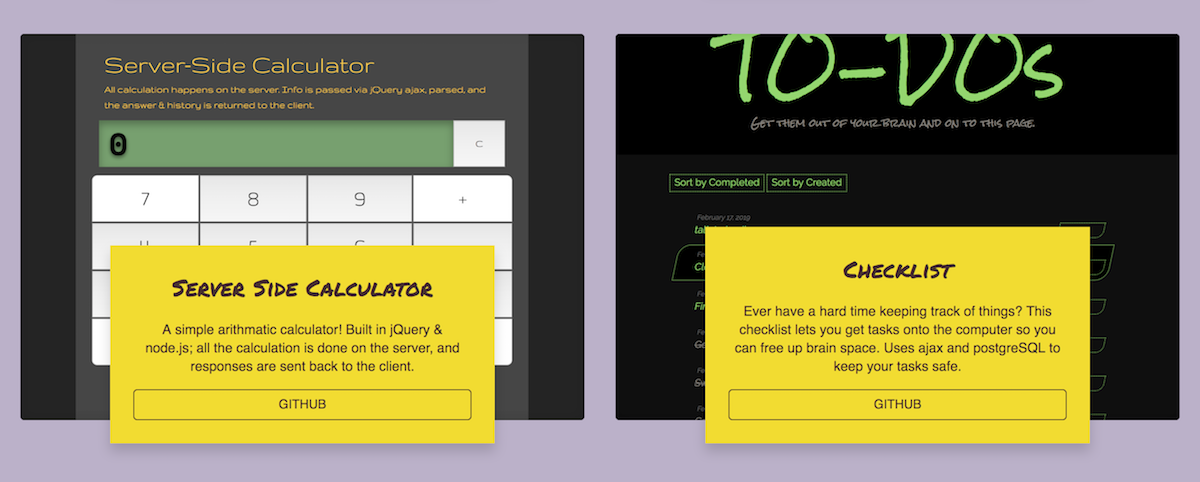 Server-Side Calculator
All calculation happens on the server. Info is passed via jQuery ajax, parsed, and
the answer & history is returned to the client.
0
C
7
8
9
+
Server Side Calculator
A simple arithmatic calculator! Built in jQuery &
node.js; all the calculation is done on the server, and
responses are sent back to the client.
GITHUB
TO-DOs
Get them out of your brain and on to this page.
Sort by Completed
Sort by Created
February 17, 2019
Checklist
Ever have a hard time keeping track of things? This
checklist lets you get tasks onto the computer so you
can free up brain space. Uses ajax and postgreSQL to
keep your tasks safe.
GITHUB